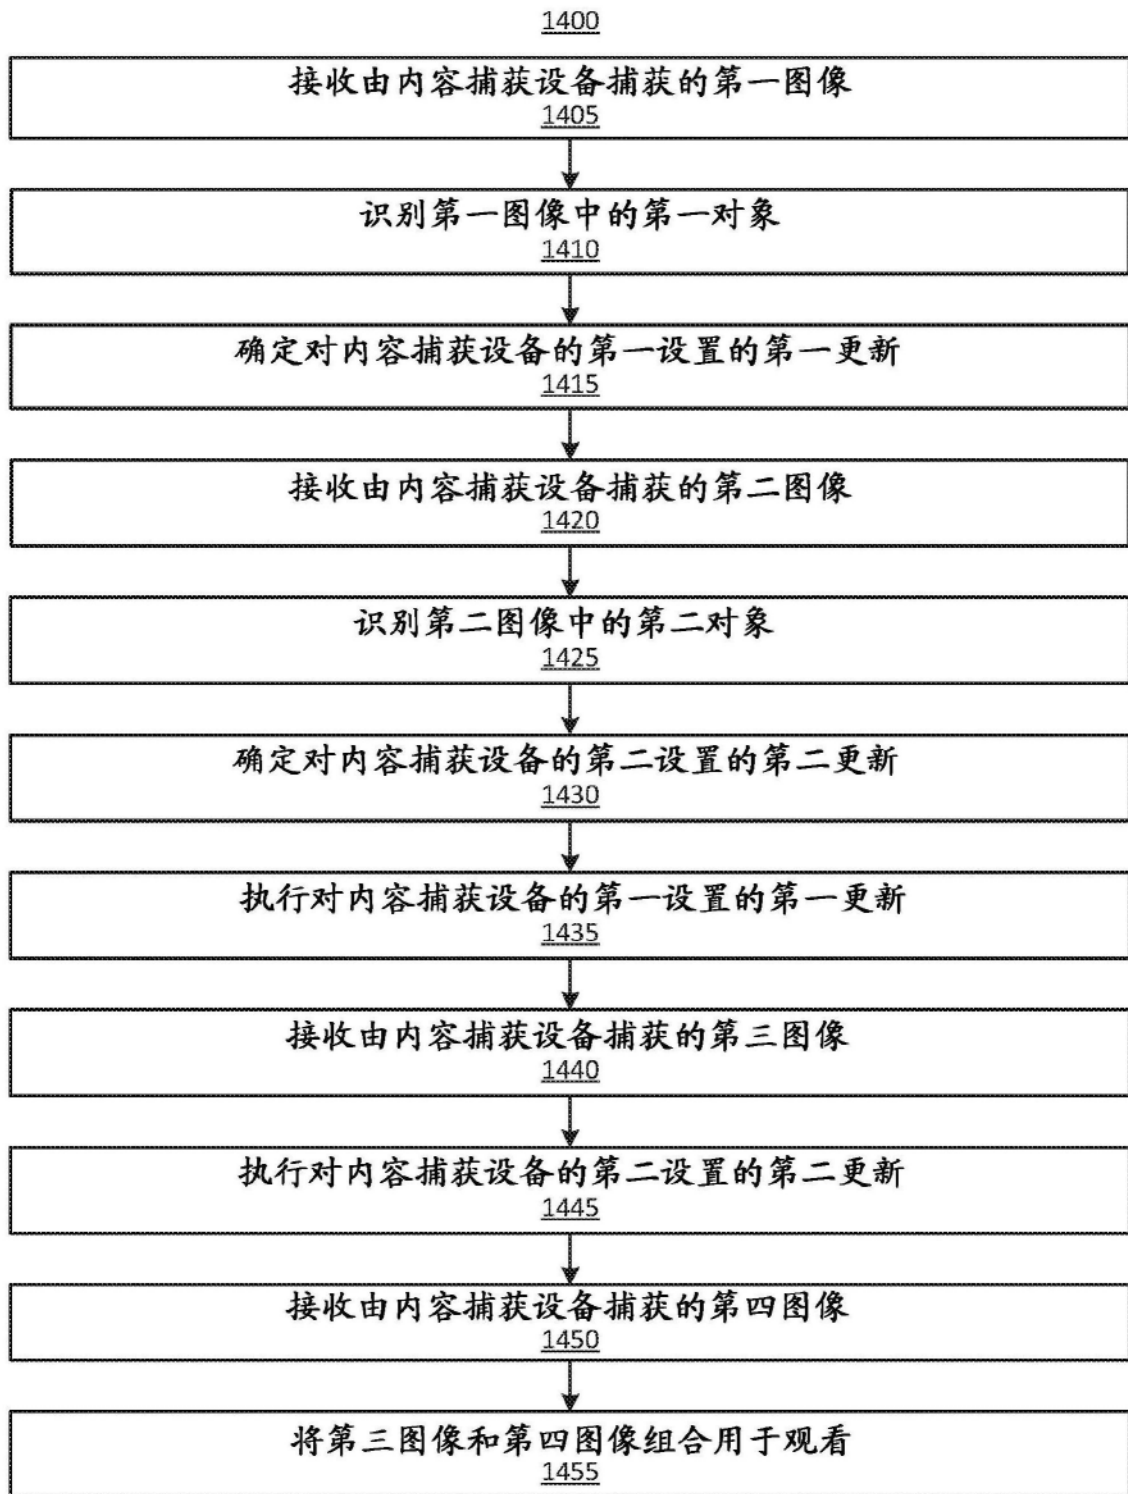 1400
接收由内容捕获设备捕获的第一图像
1405
识别第一图像中的第一对象
1410
确定对内容捕获设备的第一设置的第一更新
1415
接收由内容捕获设备捕获的第二图像
1420
识别第二图像中的第二对象
1425
确定对内容捕获设备的第二设置的第二更新
1430
执行对内容捕获设备的第一设置的第一更新
1435
接收由内容捕获设备捕获的第三图像
1440
执行对内容捕获设备的第二设置的第二更新
1445
接收由内容捕获设备捕获的第四图像
1450
将第三图像和第四图像组合用于观看
1455